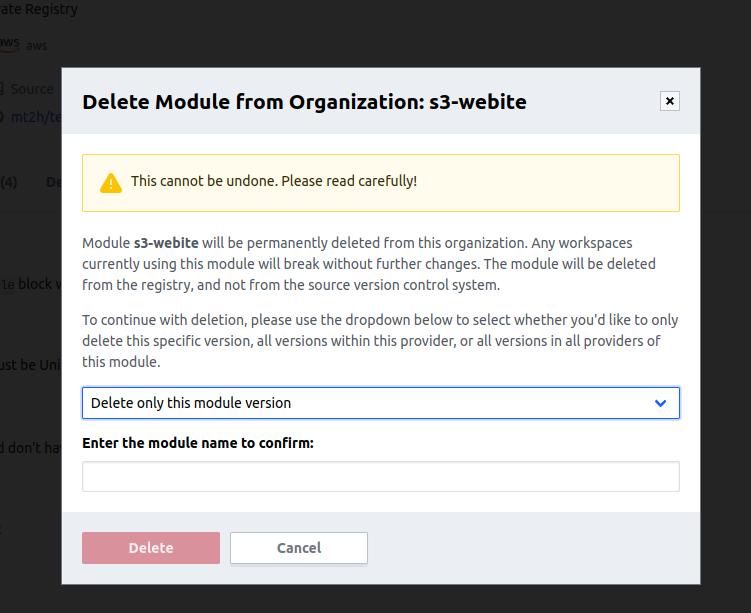 ate Registry
aws aws
Source
mt2h/te
(4) De
Delete Module from Organization: s3-webite
This cannot be undone. Please read carefully!
Module s3-webite will be permanently deleted from this organization. Any workspaces
currently using this module will break without further changes. The module will be deleted
from the registry, and not from the source version control system.
le block v
To continue with deletion, please use the dropdown below to select whether you'd like to only
delete this specific version, all versions within this provider, or all versions in all providers of
this module.
ust be Uni
Delete only this module version
Enter the module name to confirm:
d don't ha
Delete Cancel